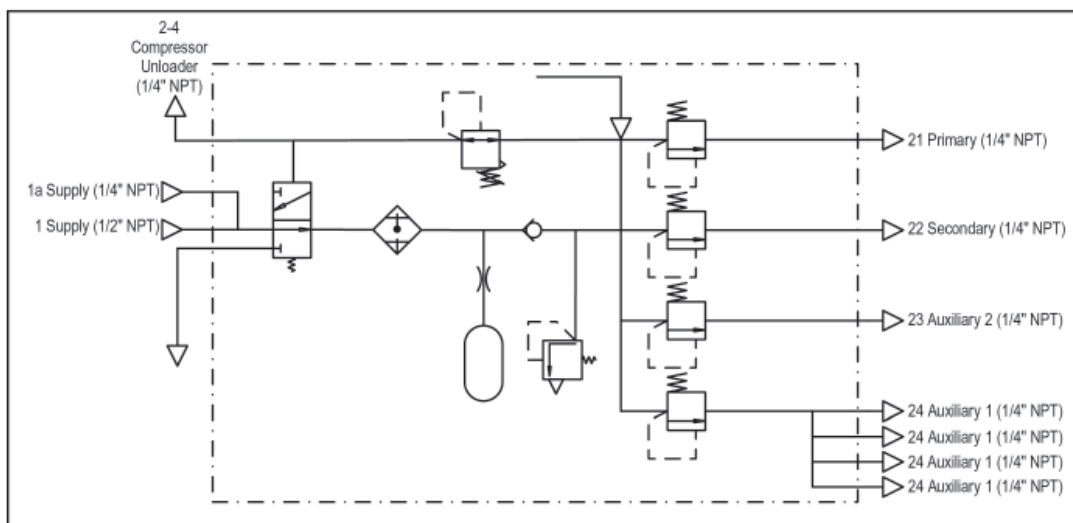 2-4
Compressor
Unloader
(1/4" NPT)
1a Supply (1/4" NPT)
1 Supply (1/2" NPT)
21 Primary (1/4" NPT)
22 Secondary (1/4" NPT)
23 Auxiliary 2 (1/4" NPT)
24 Auxiliary 1 (1/4" NPT)
24 Auxiliary 1 (1/4" NPT)
24 Auxiliary 1 (1/4" NPT)
24 Auxiliary 1 (1/4" NPT)